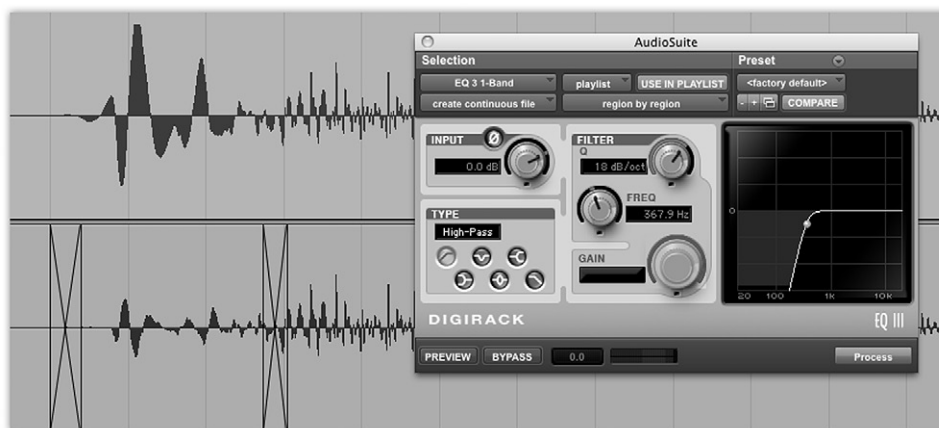 AudioSuite
Selection
Preset
EQ 3 1-Band
playlist
USE IN PLAYLIST
<factory default>
create continuous file
region by region
- +
COMPARE
INPUT
Ø
FILTER
Q
0.0 dB
18 dB/oct
FREQ
367.9 Hz
TYPE
High-Pass
0
GAIN
20 100 1k 10k
DIGIRACK
EQ III
PREVIEW
BYPASS
0.0
Process